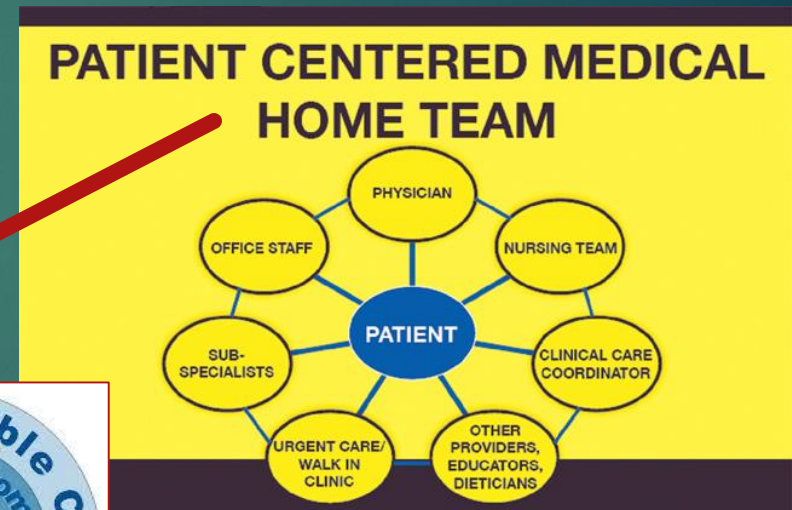 PATIENT CENTERED MEDICAL
HOME TEAM
PHYSICIAN
OFFICE STAFF
NURSING TEAM
PATIENT
SUB-
SPECIALISTS
CLINICAL CARE
COORDINATOR
URGENT CARE/
WALK IN
CLINIC
OTHER
PROVIDERS,
EDUCATORS,
DIETICIANS